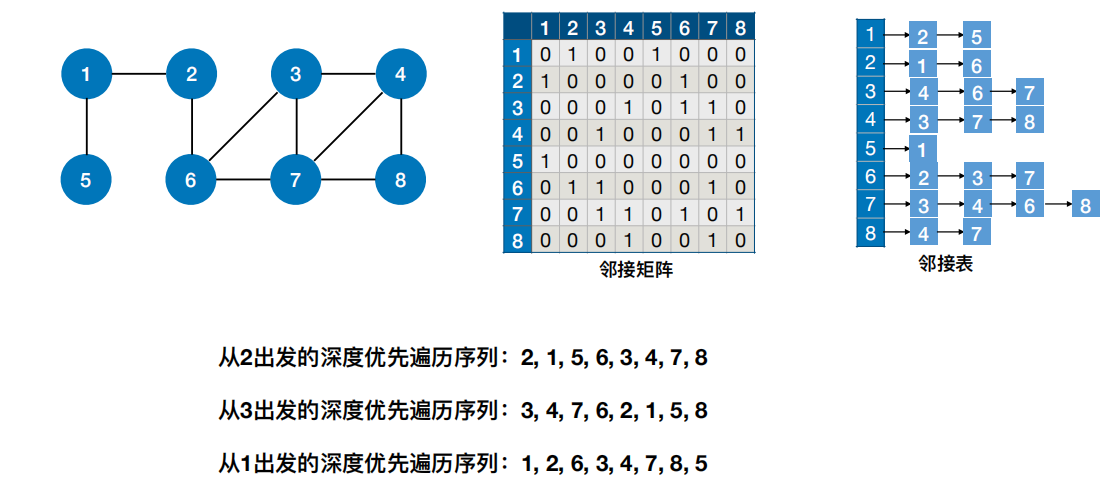 1 2 3 4
5 6 7 8
1 2 3 4 5 6 7 8
1 0 1 0 0 1 0 0 0
2 1 0 0 0 0 1 0 0
3 0 0 0 1 0 1 1 0
4 0 0 1 0 0 0 1 1
5 1 0 0 0 0 0 0 0
6 0 1 1 0 0 0 1 0
7 0 0 1 1 0 1 0 1
8 0 0 0 1 0 0 1 0
邻接矩阵
1 2 5
2 1 6
3 4 6 7
4 3 7 8
5 1
6 2 3 7
7 3 4 6 8
8 4 7
邻接表
从2出发的深度优先遍历序列：2, 1, 5, 6, 3, 4, 7, 8
从3出发的深度优先遍历序列：3, 4, 7, 6, 2, 1, 5, 8
从1出发的深度优先遍历序列：1, 2, 6, 3, 4, 7, 8, 5